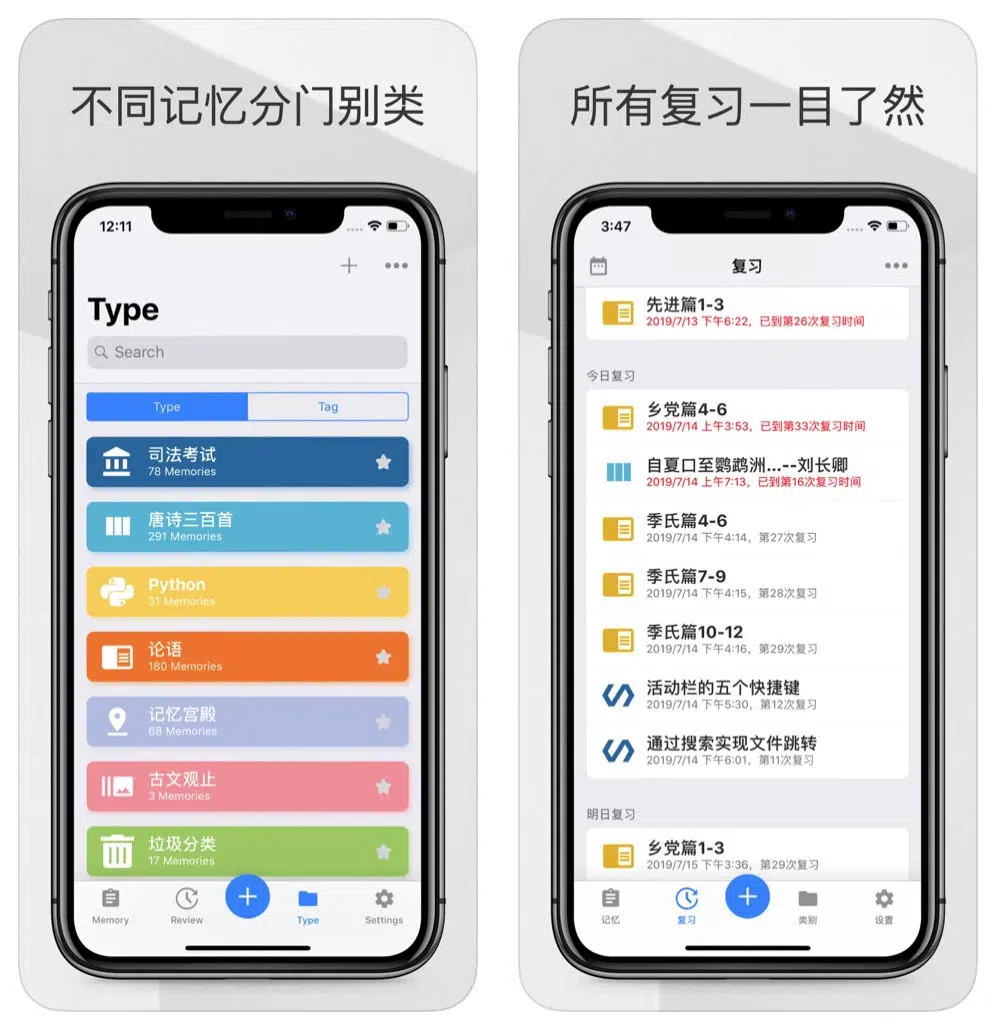 不同记忆分门别类
12:11
Type
Search
Type
Tag
司法考试
78 Memories
唐诗三百首
291 Memories
Python
31 Memories
论语
180 Memories
记忆宫殿
68 Memories
古文观止
3 Memories
垃圾分类
17 Memories
Memory
Review
Type
Settings
所有复习一目了然
3:47
复习
先进篇1-3
2019/7/13 下午6:22，已到第26次复习时间
今日复习
乡党篇4-6
2019/7/14 上午3:53，已到第33次复习时间
自夏口至鹦鹉洲...--刘长卿
2019/7/14 上午7:13，已到第16次复习时间
季氏篇4-6
2019/7/14 下午4:14，第27次复习
季氏篇7-9
2019/7/14 下午4:15，第28次复习
季氏篇10-12
2019/7/14 下午4:16，第29次复习
活动栏的五个快捷键
2019/7/14 下午5:30，第12次复习
通过搜索实现文件跳转
2019/7/14 下午6:01，第11次复习
明日复习
乡党篇1-3
2019/7/15 下午3:36，第29次复习
记忆
复习
类别
设置